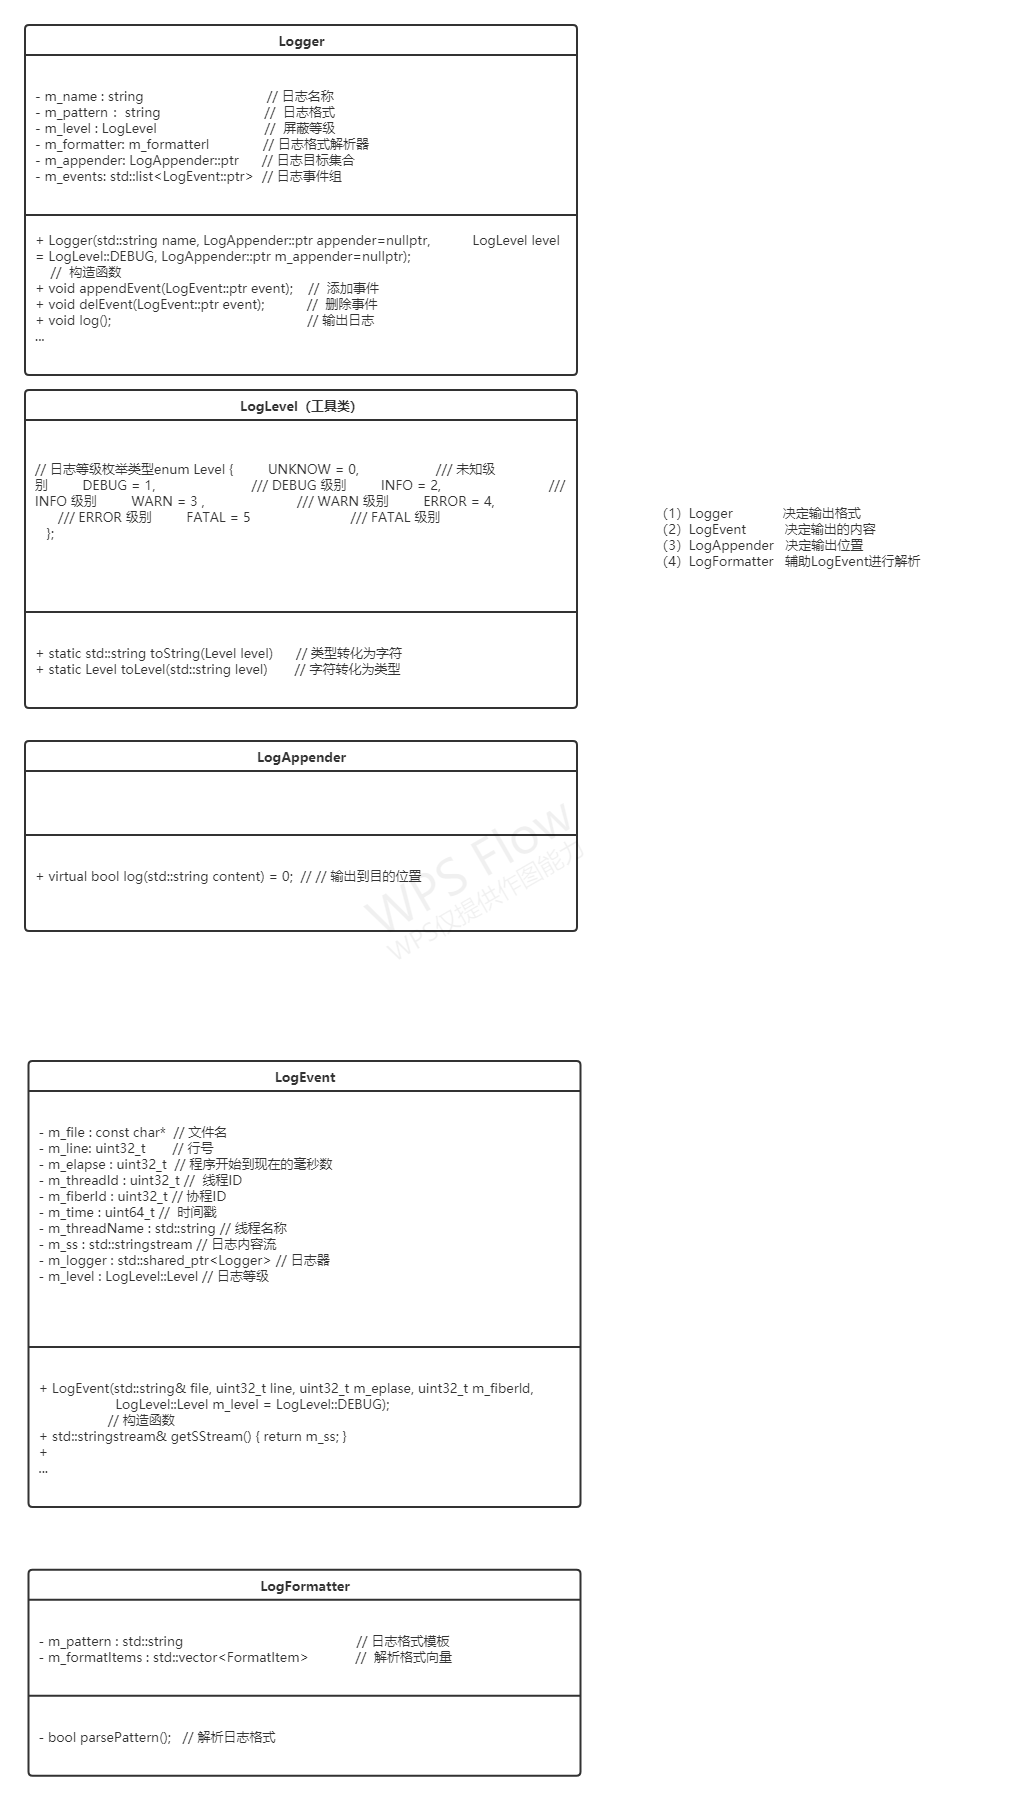 Logger
- m_name : string // 日志名称
- m_pattern : string // 日志格式
- m_level : LogLevel // 屏蔽等级
- m_formatter: m_formatterl // 日志格式解析器
- m_appender: LogAppender::ptr // 日志目标集合
- m_events: std::list<LogEvent::ptr> // 日志事件组
+ Logger(std::string name, LogAppender::ptr appender=nullptr, LogLevel level
= LogLevel::DEBUG, LogAppender::ptr m_appender=nullptr);
// 构造函数
+ void appendEvent(LogEvent::ptr event); // 添加事件
+ void delEvent(LogEvent::ptr event); // 删除事件
+ void log(); // 输出日志
...
LogLevel（工具类）
// 日志等级枚举类型enum Level { UNKNOW = 0, /// 未知级
别 DEBUG = 1, /// DEBUG 级别 INFO = 2, ///
INFO 级别 WARN = 3 , /// WARN 级别 ERROR = 4,
/// ERROR 级别 FATAL = 5 /// FATAL 级别
};
+ static std::string toString(Level level) // 类型转化为字符
+ static Level toLevel(std::string level) // 字符转化为类型
（1）Logger 决定输出格式
（2）LogEvent 决定输出的内容
（3）LogAppender 决定输出位置
（4）LogFormatter 辅助LogEvent进行解析
LogAppender
+ virtual bool log(std::string content) = 0; // // 输出到目的位置
WPS Flow
WPS仅提供作图能力
LogEvent
- m_file : const char* // 文件名
- m_line: uint32_t // 行号
- m_elapse : uint32_t // 程序开始到现在的毫秒数
- m_threadId : uint32_t // 线程ID
- m_fiberId : uint32_t // 协程ID
- m_time : uint64_t // 时间戳
- m_threadName : std::string // 线程名称
- m_ss : std::stringstream // 日志内容流
- m_logger : std::shared_ptr<Logger> // 日志器
- m_level : LogLevel::Level // 日志等级
+ LogEvent(std::string& file, uint32_t line, uint32_t m_eplase, uint32_t m_fiberId,
LogLevel::Level m_level = LogLevel::DEBUG);
// 构造函数
+ std::stringstream& getSStream() { return m_ss; }
+
...
LogFormatter
- m_pattern : std::string // 日志格式模板
- m_formatItems : std::vector<FormatItem> // 解析格式向量
- bool parsePattern(); // 解析日志格式